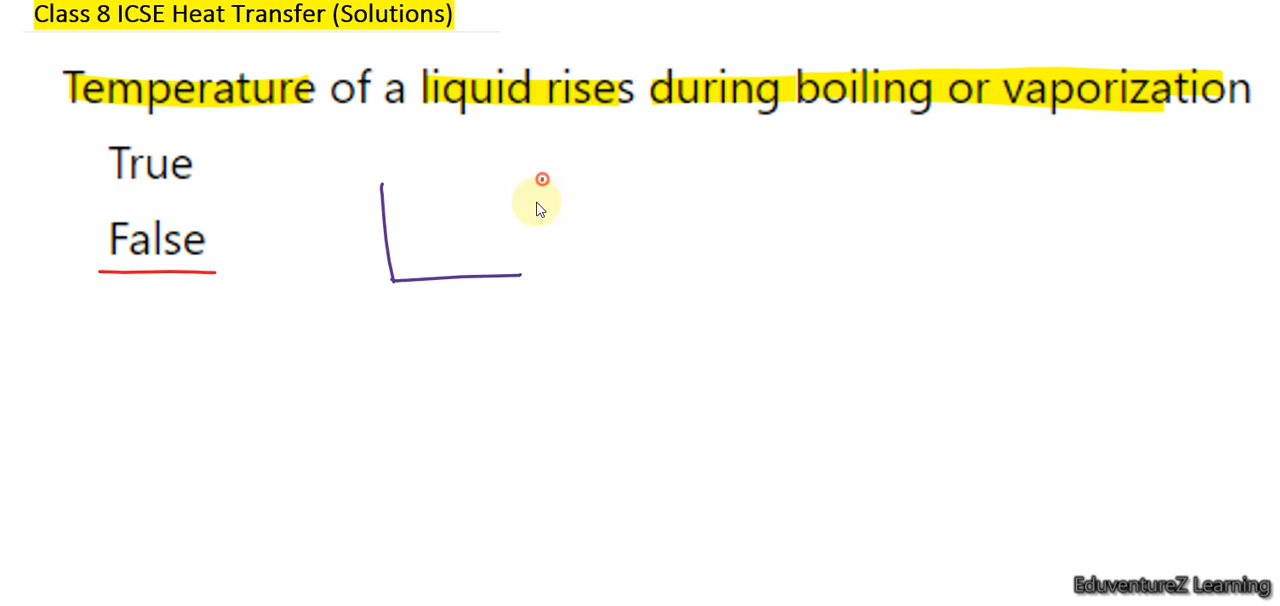 Class 8 ICSE Heat Transfer (Solutions)
Temperature of a liquid rises during boiling or vaporization
True
False
EduventureZ Learning